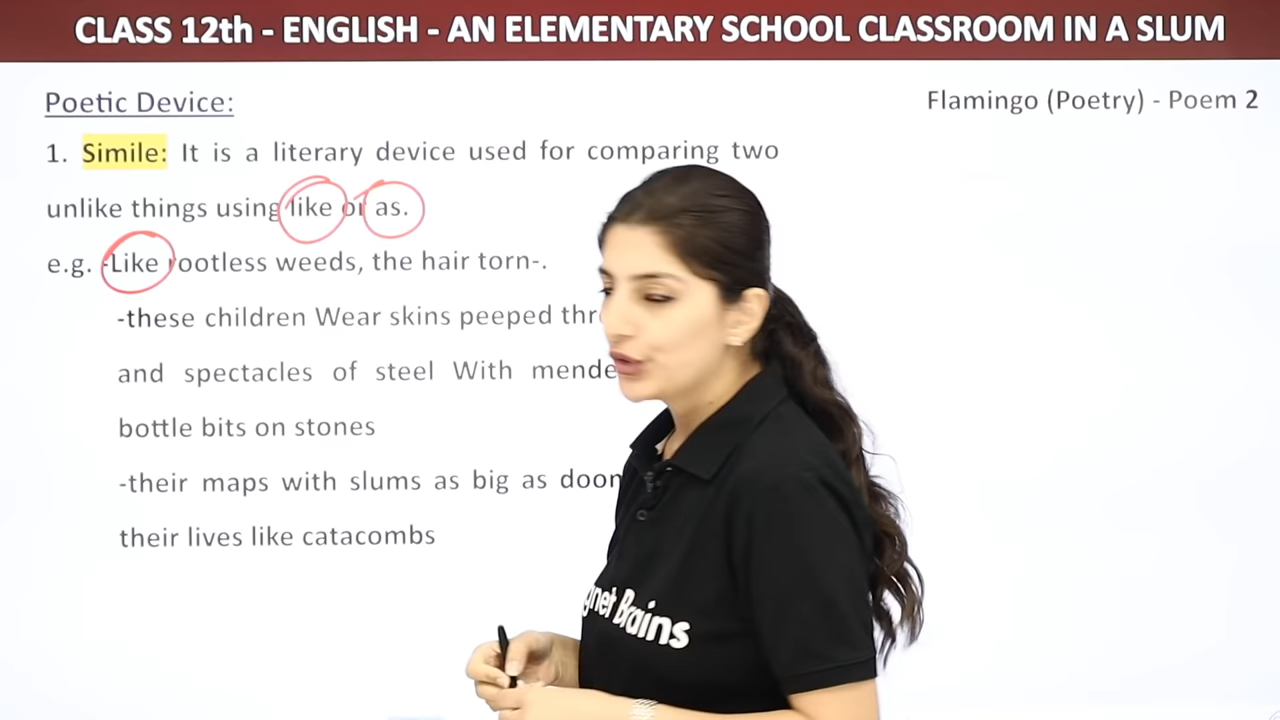 CLASS 12th - ENGLISH - AN ELEMENTARY SCHOOL CLASSROOM IN A SLUM
Poetic Device:
Flamingo (Poetry) - Poem 2
1. Simile: It is a literary device used for comparing two
unlike things using like or as.
e.g. -Like rootless weeds, the hair torn-.
-these children Wear skins peeped
and spectacles of steel With
bottle bits on stones
-their maps with slums as big as
their lives like catacombs
Brains